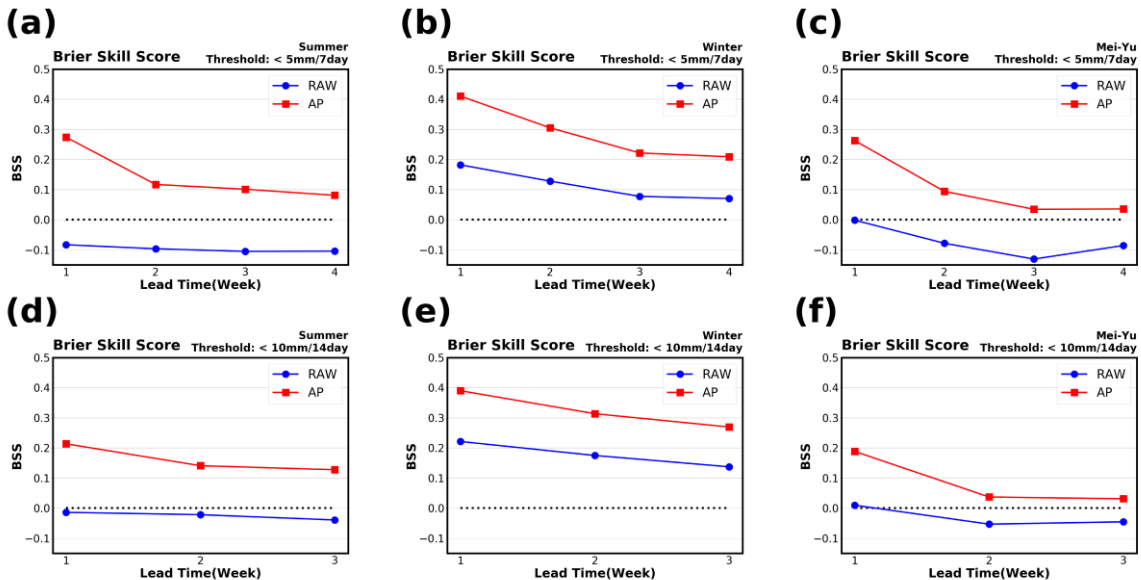 (a)
Summer
Brier Skill Score
Threshold: < 5mm/7day
0.5
0.4
0.3
0.2
0.1
0.0
−0.1
BSS
RAW
AP
1 2 3 4
Lead Time(Week)
(b)
Winter
Brier Skill Score
Threshold: < 5mm/7day
0.5
0.4
0.3
0.2
0.1
0.0
−0.1
BSS
RAW
AP
1 2 3 4
Lead Time(Week)
(c)
Mei-Yu
Brier Skill Score
Threshold: < 5mm/7day
0.5
0.4
0.3
0.2
0.1
0.0
−0.1
BSS
RAW
AP
1 2 3 4
Lead Time(Week)
(d)
Summer
Brier Skill Score
Threshold: < 10mm/14day
0.5
0.4
0.3
0.2
0.1
0.0
−0.1
BSS
RAW
AP
1 2 3
Lead Time(Week)
(e)
Winter
Brier Skill Score
Threshold: < 10mm/14day
0.5
0.4
0.3
0.2
0.1
0.0
−0.1
BSS
RAW
AP
1 2 3
Lead Time(Week)
(f)
Mei-Yu
Brier Skill Score
Threshold: < 10mm/14day
0.5
0.4
0.3
0.2
0.1
0.0
−0.1
BSS
RAW
AP
1 2 3
Lead Time(Week)